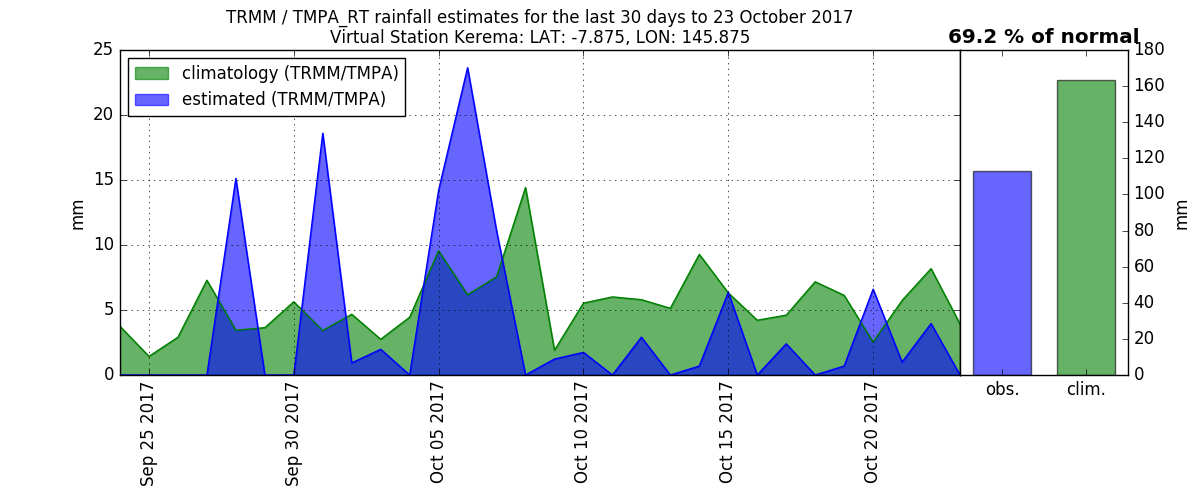 TRMM / TMPA_RT rainfall estimates for the last 30 days to 23 October 2017
Virtual Station Kerema: LAT: -7.875, LON: 145.875
69.2 % of normal
climatology (TRMM/TMPA)
estimated (TRMM/TMPA)
25
20
15
10
5
0
mm
Sep 25 2017
Sep 30 2017
Oct 05 2017
Oct 10 2017
Oct 15 2017
Oct 20 2017
obs.
clim.
180
160
140
120
100
80
60
40
20
0
mm